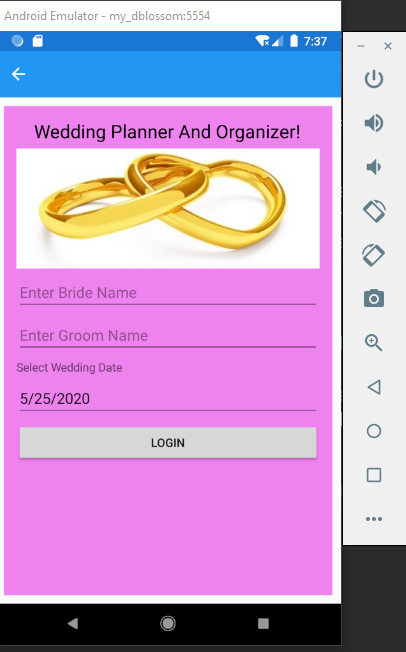 Android Emulator - my_dblossom:5554
7:37
Wedding Planner And Organizer!
Enter Bride Name
Enter Groom Name
Select Wedding Date
5/25/2020
LOGIN